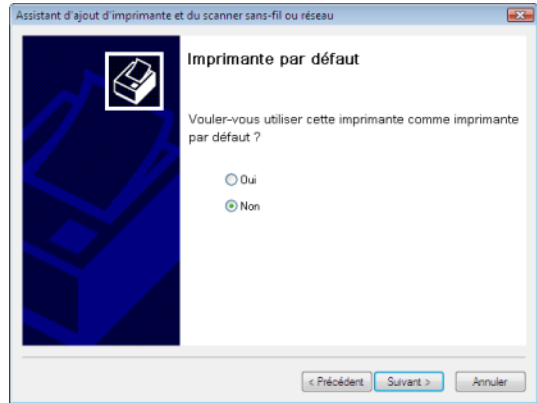 Assistant d'ajout d'imprimante et du scanner sans-fil ou réseau
Imprimante par défaut
Vouler-vous utiliser cette imprimante comme imprimante
par défaut ?
Oui
Non
< Précédent
Suivant >
Annuler